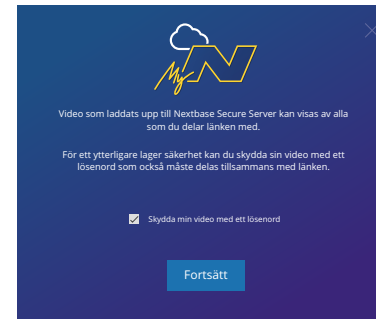 My N
Video som laddats upp till Nextbase Secure Server kan visas av alla
som du delar länken med.
För ett ytterligare lager säkerhet kan du skydda sin video med ett
lösenord som också måste delas tillsammans med länken.
Skydda min video med ett lösenord
Fortsätt